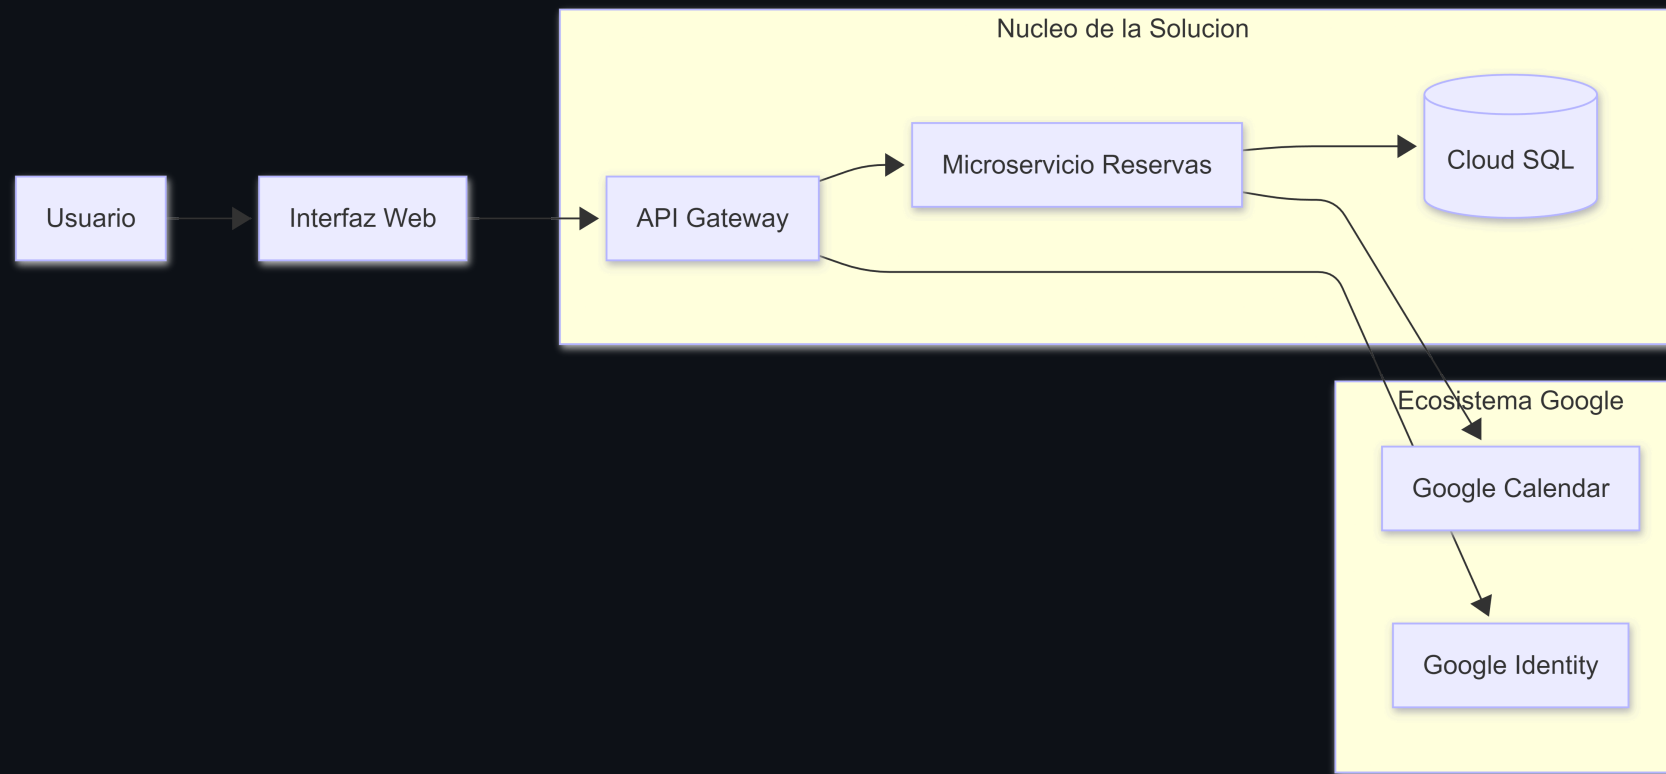 Nucleo de la Solucion
Usuario
Interfaz Web
API Gateway
Microservicio Reservas
Cloud SQL
Ecosistema Google
Google Calendar
Google Identity